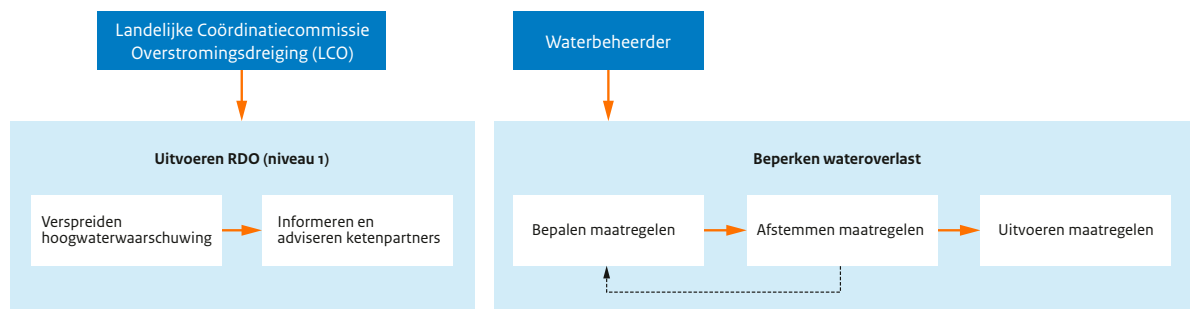 Landelijke Coördinatiecommissie
Overstromingsdreiging (LCO)
Waterbeheerder
Uitvoeren RDO (niveau 1)
Verspreiden
hoogwaterwaarschuwing
Informeren en
adviseren ketenpartners
Beperken wateroverlast
Bepalen maatregelen
Afstemmen maatregelen
Uitvoeren maatregelen